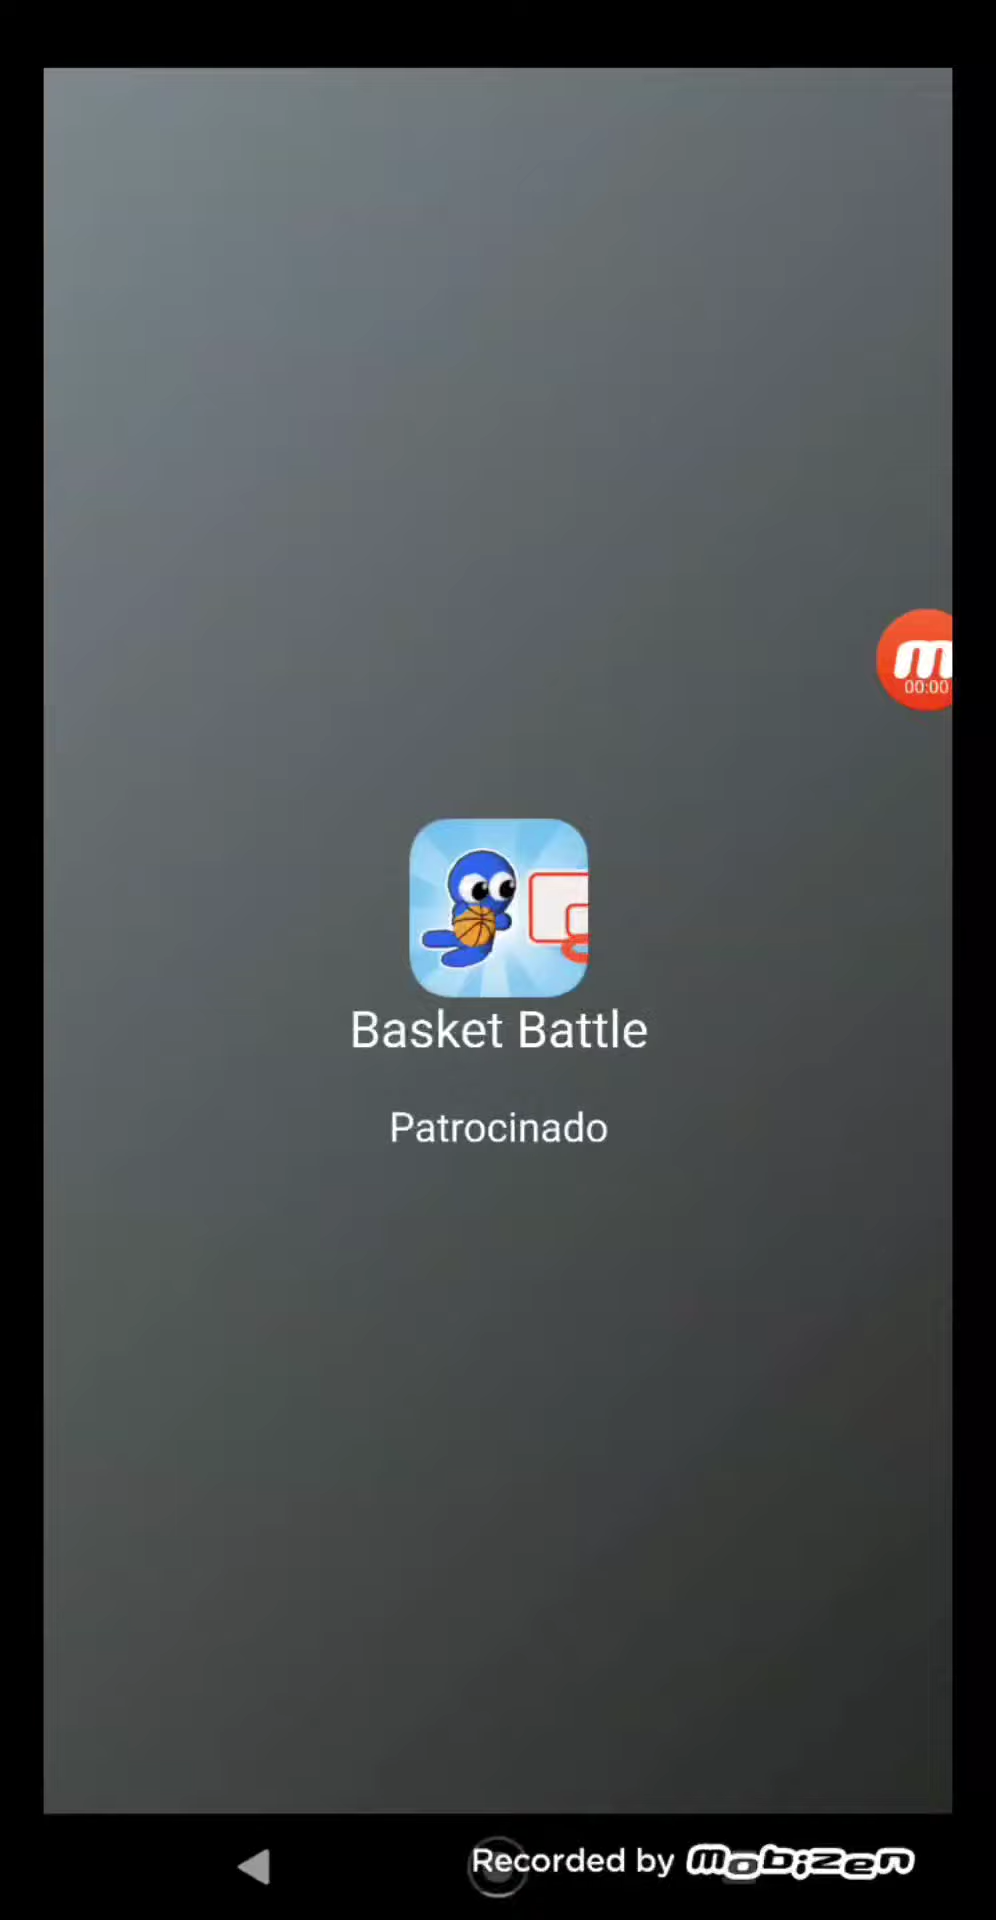 m
00:00
Basket Battle
Patrocinado
Recorded by mobizen